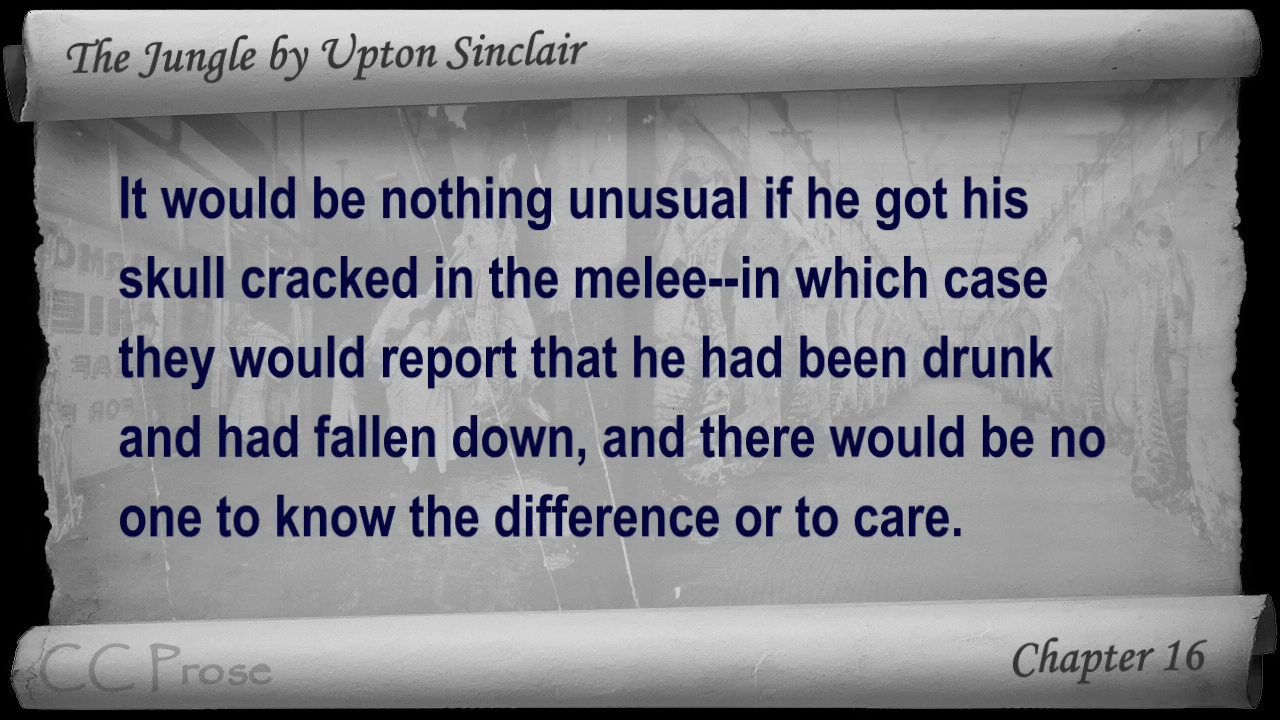 The Jungle by Upton Sinclair
It would be nothing unusual if he got his
skull cracked in the melee--in which case
they would report that he had been drunk
and had fallen down, and there would be no
one to know the difference or to care.
CC Prose
Chapter 16